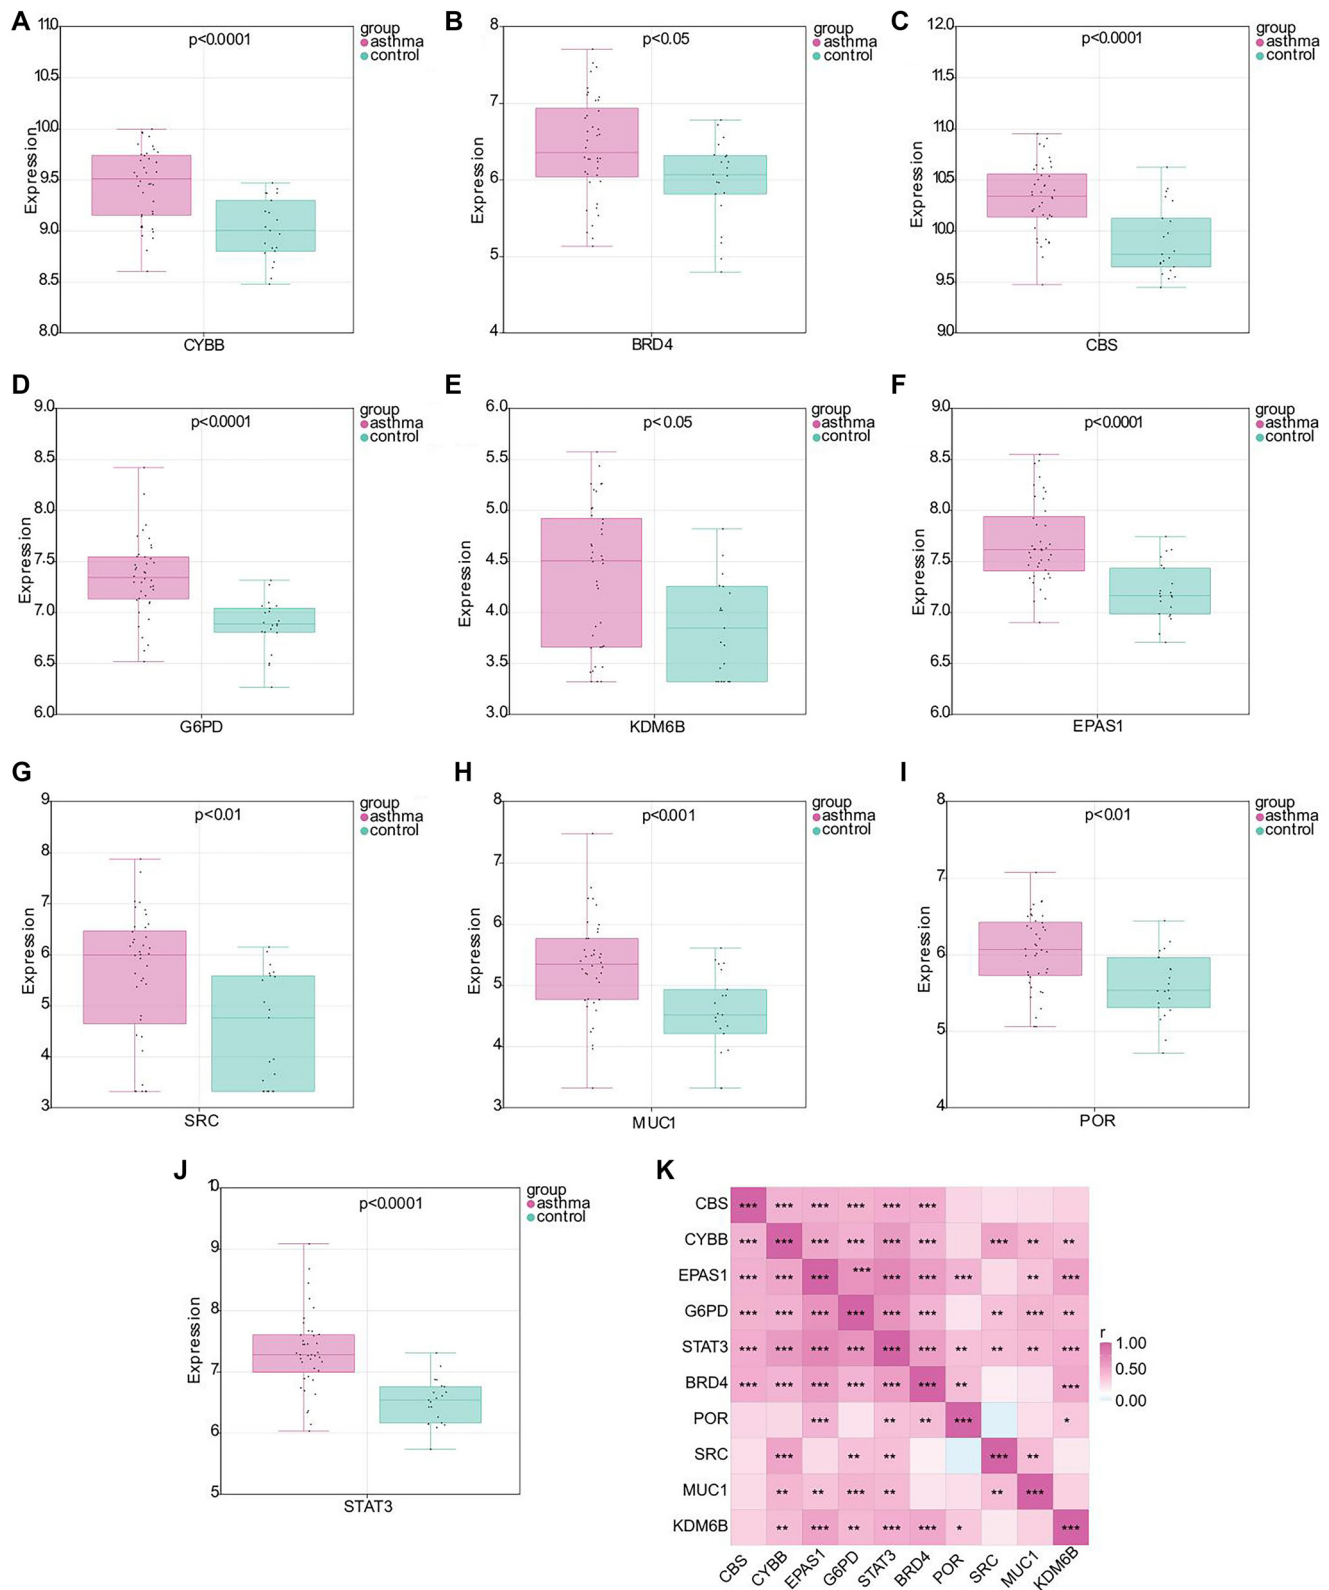 A
11.0
10.5
10.0
9.5
9.0
8.5
8.0
Expression
p<0.0001
CYBB
group
asthma
control
B
8
7
6
5
4
Expression
p<0.05
BRD4
group
asthma
control
C
12.0
11.5
11.0
10.5
10.0
9.5
9.0
Expression
p<0.0001
CBS
group
asthma
control
D
9.0
8.5
8.0
7.5
7.0
6.5
6.0
Expression
p<0.0001
G6PD
group
asthma
control
E
6.0
5.5
5.0
4.5
4.0
3.5
3.0
Expression
p<0.05
KDM6B
group
asthma
control
F
9.0
8.5
8.0
7.5
7.0
6.5
6.0
Expression
p<0.0001
EPAS1
group
asthma
control
G
9
8
7
6
5
4
3
Expression
p<0.01
SRC
group
asthma
control
H
8
7
6
5
4
3
Expression
p<0.001
MUC1
group
asthma
control
I
8
7
6
5
4
Expression
p<0.01
POR
group
asthma
control
J
10
9
8
7
6
5
Expression
p<0.0001
STAT3
group
asthma
control
K
CBS *** *** *** *** *** ***
CYBB *** *** *** *** *** *** *** ** **
EPAS1 *** *** *** *** *** *** *** ** ***
G6PD *** *** *** *** *** *** ** *** **
STAT3 *** *** *** *** *** *** ** ** ** ***
BRD4 *** *** *** *** *** *** ** ***
POR *** ** ** *** *
SRC *** ** ** *** **
MUC1 ** ** *** ** ** ***
KDM6B ** *** ** *** *** * ***
CBS CYBB EPAS1 G6PD STAT3 BRD4 POR SRC MUC1 KDM6B
r
1.00
0.50
0.00